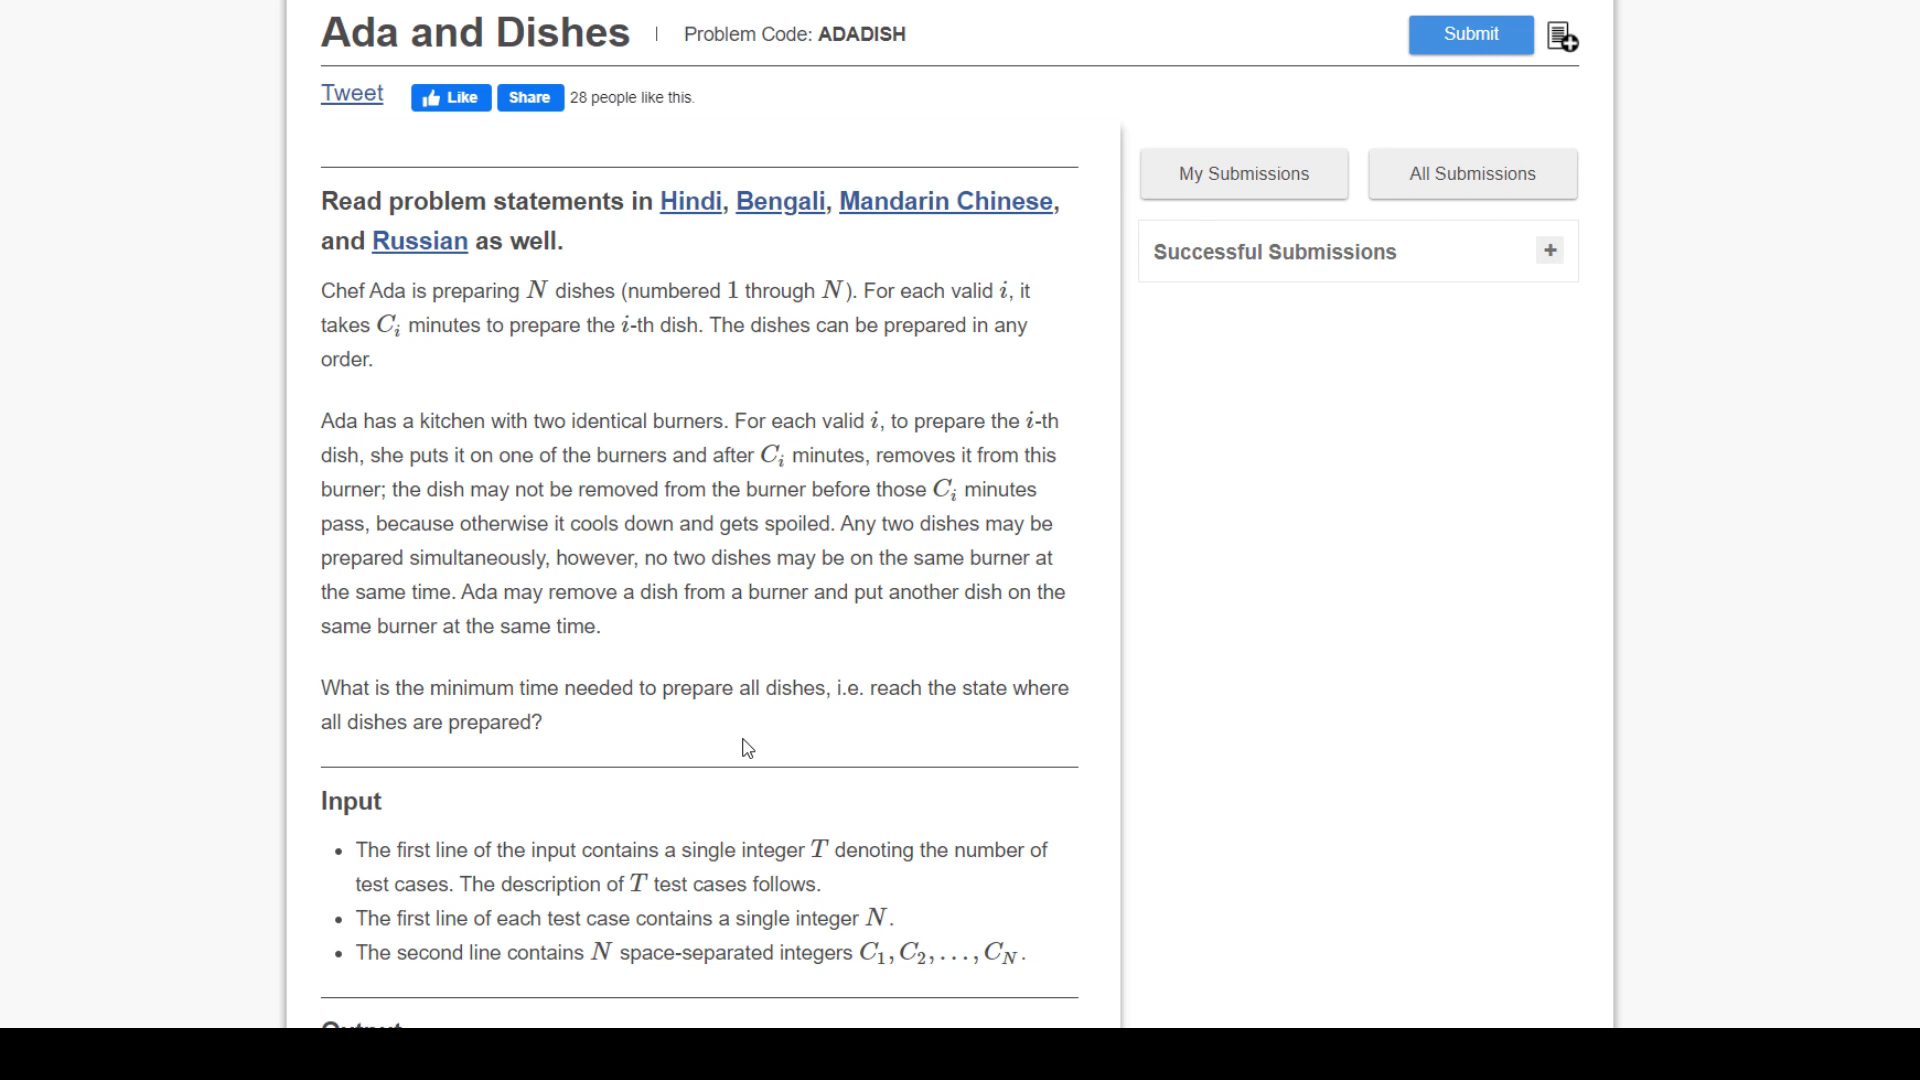 Ada and Dishes | Problem Code: ADADISH
Submit
Tweet
Like
Share
28 people like this.
My Submissions
All Submissions
Successful Submissions
+
Read problem statements in Hindi, Bengali, Mandarin Chinese,
and Russian as well.
Chef Ada is preparing N dishes (numbered 1 through N). For each valid i, it
takes Ci minutes to prepare the i-th dish. The dishes can be prepared in any
order.
Ada has a kitchen with two identical burners. For each valid i, to prepare the i-th
dish, she puts it on one of the burners and after Ci minutes, removes it from this
burner; the dish may not be removed from the burner before those Ci minutes
pass, because otherwise it cools down and gets spoiled. Any two dishes may be
prepared simultaneously, however, no two dishes may be on the same burner at
the same time. Ada may remove a dish from a burner and put another dish on the
same burner at the same time.
What is the minimum time needed to prepare all dishes, i.e. reach the state where
all dishes are prepared?
Input
• The first line of the input contains a single integer T denoting the number of
test cases. The description of T test cases follows.
• The first line of each test case contains a single integer N.
• The second line contains N space-separated integers C1, C2, . . . , CN.